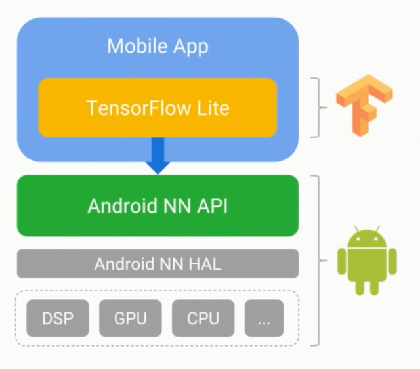 Mobile App
TensorFlow Lite
Android NN API
Android NN HAL
DSP GPU CPU ...